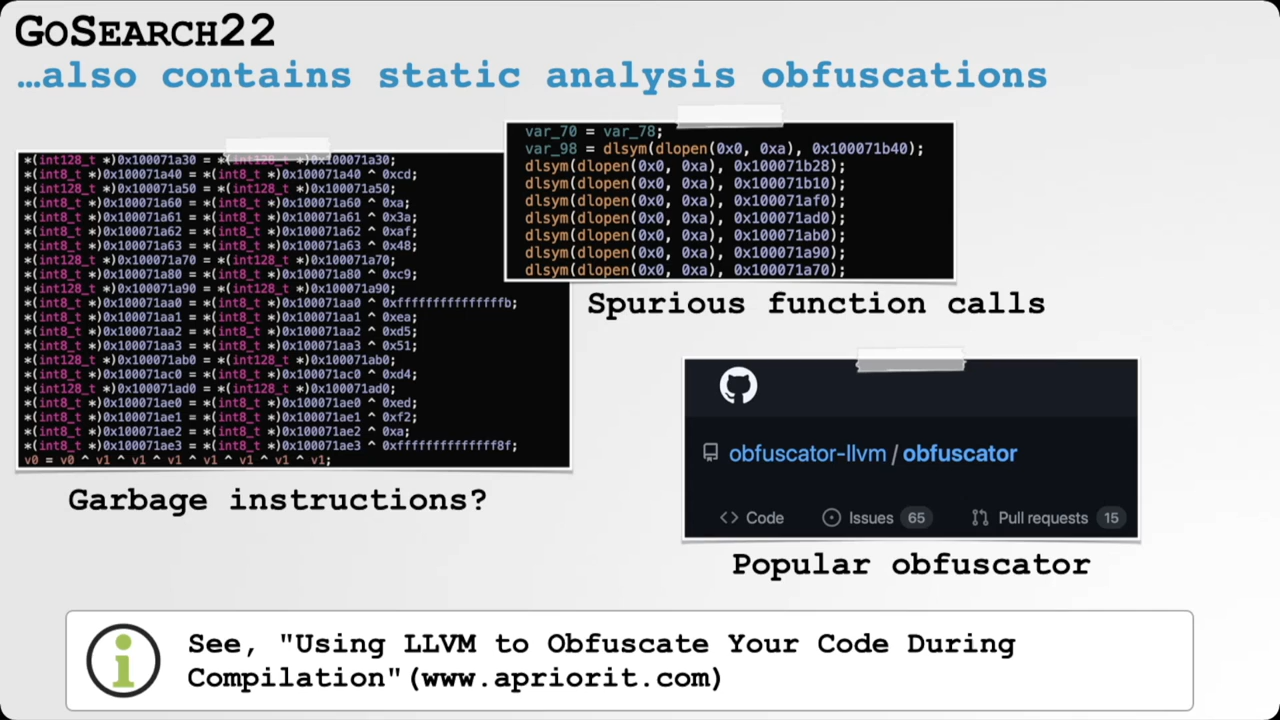 GoSearch22
…also contains static analysis obfuscations
*(int128_t *)0x100071a30 = *(int128_t *)0x100071a30;
*(int8_t *)0x100071a40 = *(int8_t *)0x100071a40 ^ 0xcd;
*(int128_t *)0x100071a50 = *(int128_t *)0x100071a50;
*(int8_t *)0x100071a60 = *(int8_t *)0x100071a60 ^ 0xa;
*(int8_t *)0x100071a61 = *(int8_t *)0x100071a61 ^ 0x3a;
*(int8_t *)0x100071a62 = *(int8_t *)0x100071a62 ^ 0xaf;
*(int8_t *)0x100071a63 = *(int8_t *)0x100071a63 ^ 0x48;
*(int128_t *)0x100071a70 = *(int128_t *)0x100071a70;
*(int8_t *)0x100071a80 = *(int8_t *)0x100071a80 ^ 0xc9;
*(int128_t *)0x100071a90 = *(int128_t *)0x100071a90;
*(int8_t *)0x100071aa0 = *(int8_t *)0x100071aa0 ^ 0xfffffffffffffffb;
*(int8_t *)0x100071aa1 = *(int8_t *)0x100071aa1 ^ 0xea;
*(int8_t *)0x100071aa2 = *(int8_t *)0x100071aa2 ^ 0xd5;
*(int8_t *)0x100071aa3 = *(int8_t *)0x100071aa3 ^ 0x51;
*(int128_t *)0x100071ab0 = *(int128_t *)0x100071ab0;
*(int8_t *)0x100071ac0 = *(int8_t *)0x100071ac0 ^ 0xd4;
*(int128_t *)0x100071ad0 = *(int128_t *)0x100071ad0;
*(int8_t *)0x100071ae0 = *(int8_t *)0x100071ae0 ^ 0xed;
*(int8_t *)0x100071ae1 = *(int8_t *)0x100071ae1 ^ 0xf2;
*(int8_t *)0x100071ae2 = *(int8_t *)0x100071ae2 ^ 0xa;
*(int8_t *)0x100071ae3 = *(int8_t *)0x100071ae3 ^ 0xffffffffffffff8f;
v0 = v0 ^ v1 ^ v1 ^ v1 ^ v1 ^ v1 ^ v1 ^ v1;
Garbage instructions?
var_70 = var_78;
var_98 = dlsym(dlopen(0x0, 0xa), 0x100071b40);
dlsym(dlopen(0x0, 0xa), 0x100071b28);
dlsym(dlopen(0x0, 0xa), 0x100071b10);
dlsym(dlopen(0x0, 0xa), 0x100071af0);
dlsym(dlopen(0x0, 0xa), 0x100071ad0);
dlsym(dlopen(0x0, 0xa), 0x100071ab0);
dlsym(dlopen(0x0, 0xa), 0x100071a90);
dlsym(dlopen(0x0, 0xa), 0x100071a70);
Spurious function calls
obfuscator-llvm / obfuscator
<> Code Issues 65 Pull requests 15
Popular obfuscator
See, "Using LLVM to Obfuscate Your Code During
Compilation"(www.apriorit.com)